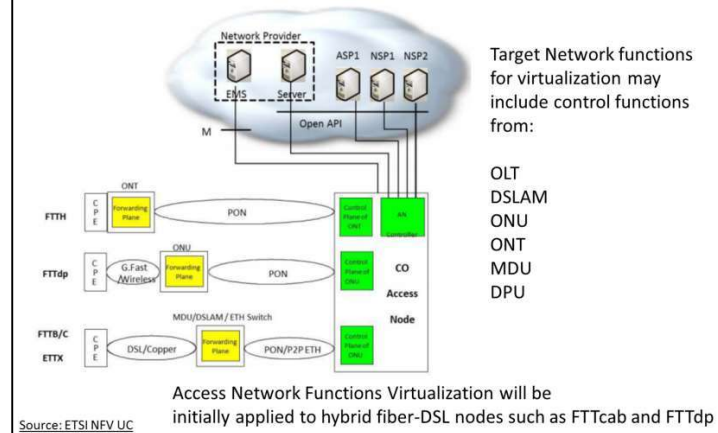 Network Provider
ASP1 NSP1 NSP2
EMS Server
Open API
M
Target Network functions
for virtualization may
include control functions
from:
OLT
DSLAM
ONU
ONT
MDU
DPU
ONT
FTTH
CPE
Forwarding
Plane
PON
Control
Plane of
ONT
AN
Controller
ONU
FTTdp
CPE
G.Fast
/Wireless
Forwarding
Plane
PON
Control
Plane of
ONU
CO
Access
Node
MDU/DSLAM/ETH Switch
FTTB/C
ETTX
CPE
DSL/Copper
Forwarding
Plane
PON/P2P ETH
Control
Plane of
ONU
Access Network Functions Virtualization will be
initially applied to hybrid fiber-DSL nodes such as FTTcab and FTTdp
Source: ETSI NFV UC